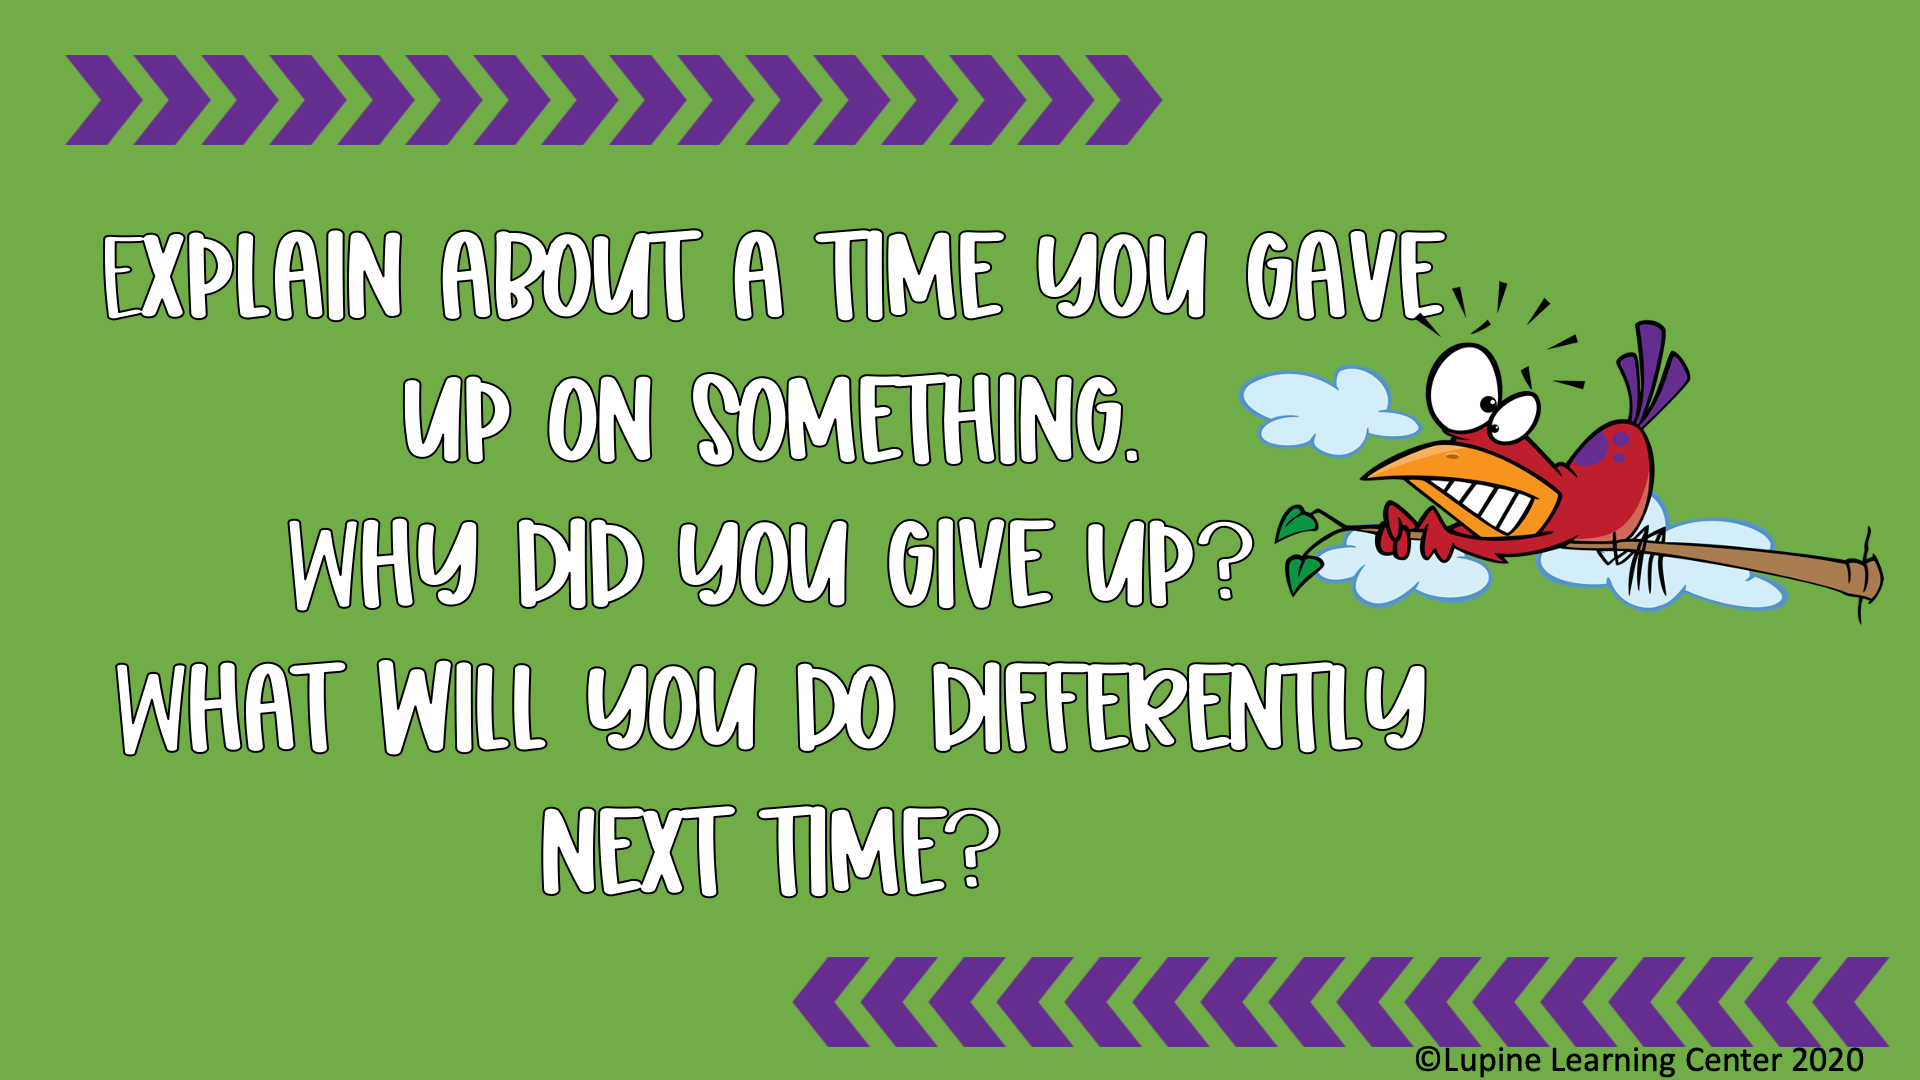 EXPLAIN ABOUT A TIME YOU GAVE
UP ON SOMETHING.
WHY DID YOU GIVE UP?
WHAT WILL YOU DO DIFFERENTLY
NEXT TIME?
©Lupine Learning Center 2020